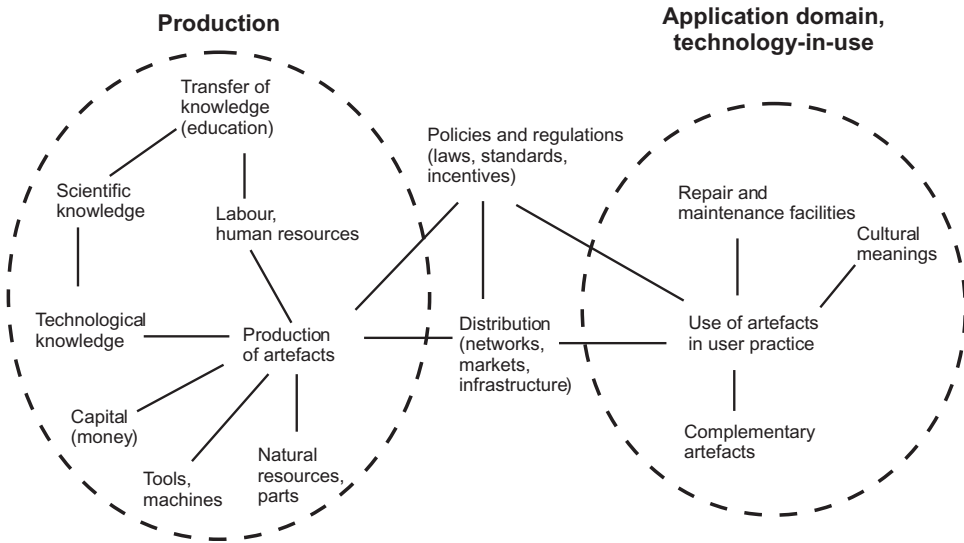 Production
Application domain,
technology-in-use
Transfer of
knowledge
(education)
Policies and regulations
(laws, standards,
incentives)
Scientific
knowledge
Labour,
human resources
Repair and
maintenance facilities
Cultural
meanings
Technological
knowledge
Production
of artefacts
Distribution
(networks,
markets,
infrastructure)
Use of artefacts
in user practice
Capital
(money)
Tools,
machines
Natural
resources,
parts
Complementary
artefacts